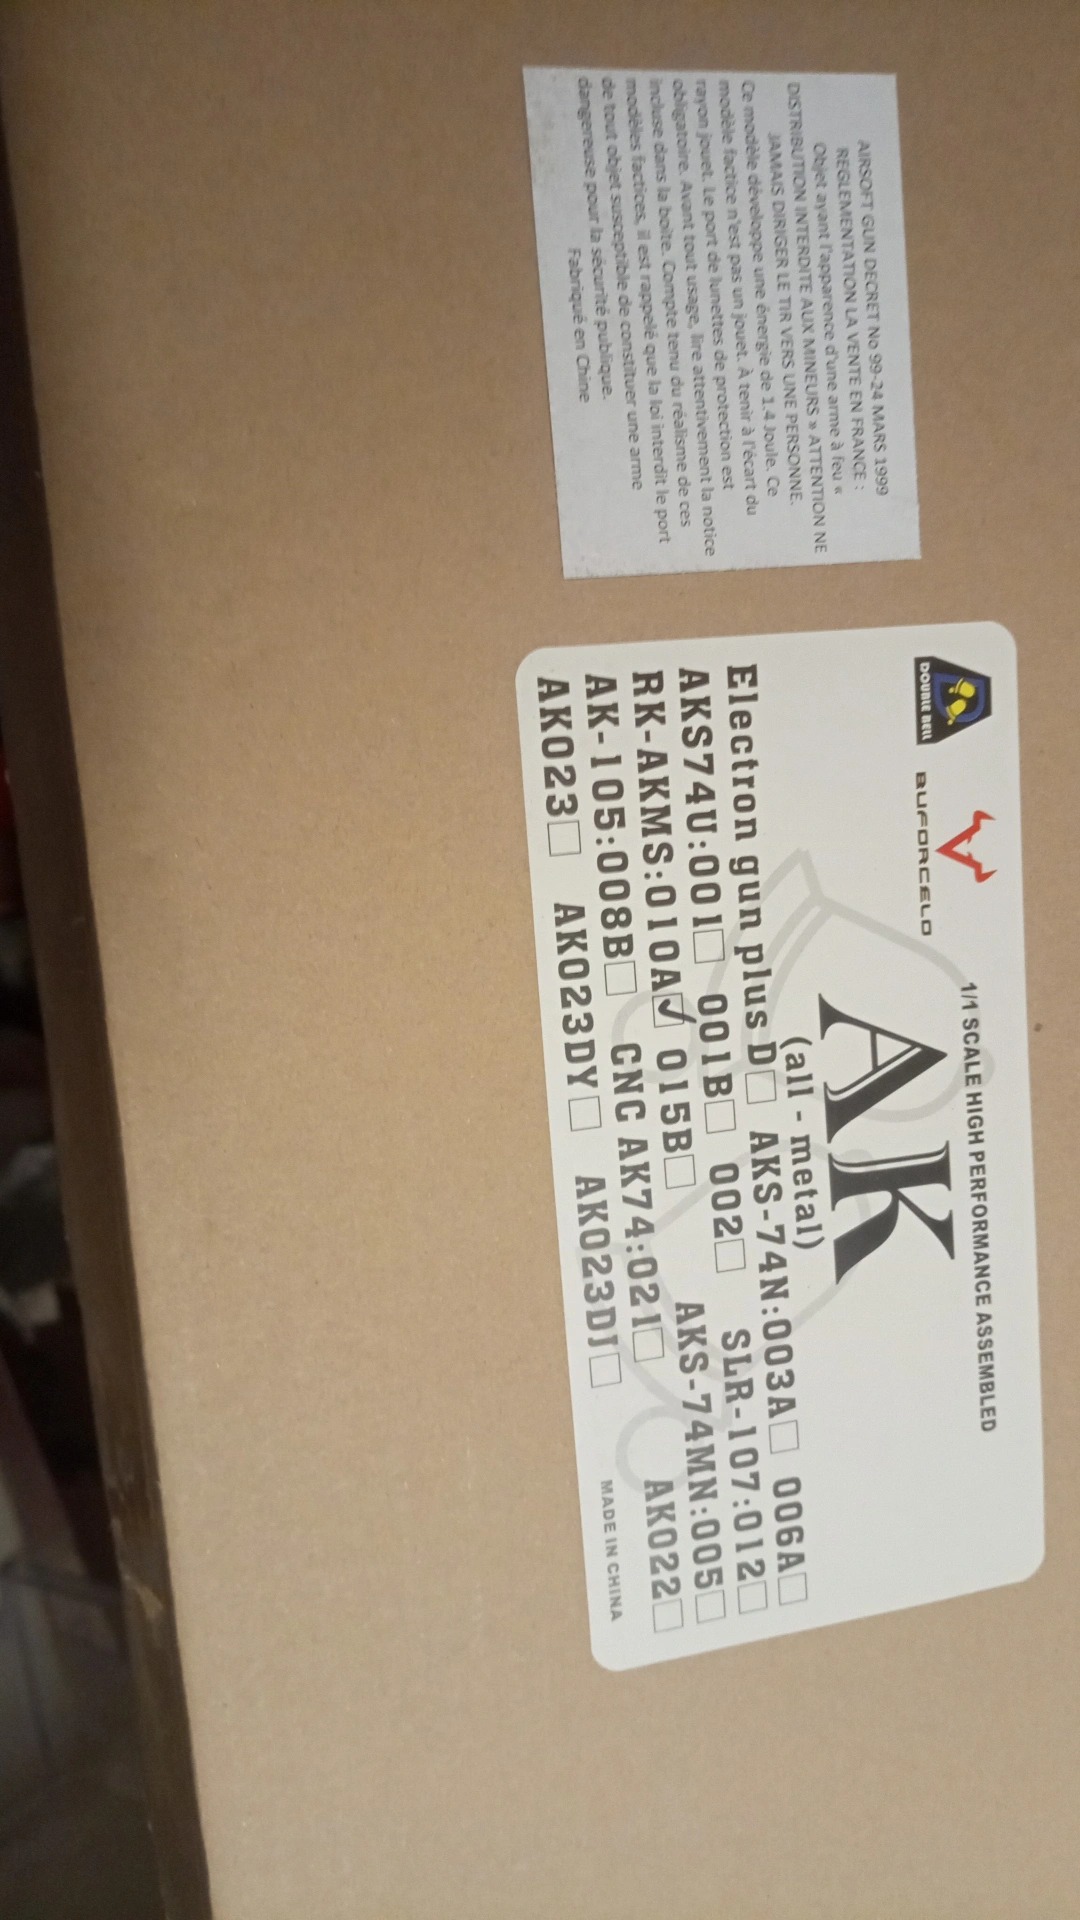 AIRSOFT GUN DECRET No 99-24 MARS 1999
REGLEMENTATION LA VENTE EN FRANCE :
Objet ayant l'apparence d'une arme à feu «
DISTRIBUTION INTERDITE AUX MINEURS » ATTENTION NE
JAMAIS DIRIGER LE TIR VERS UNE PERSONNE.
Ce modèle développe une énergie de 1.4 Joule. Ce
modèle factice n'est pas un jouet. À tenir à l'écart du
rayon jouet. Le port de lunettes de protection est
obligatoire. Avant tout usage, lire attentivement la notice
incluse dans la boîte. Compte tenu du réalisme de ces
modèles factices, il est rappelé que la loi interdit le port
de tout objet susceptible de constituer une arme
dangereuse pour la sécurité publique.
Fabriqué en Chine
DOUBLE BELL
BUFORCELO
1/1 SCALE HIGH PERFORMANCE ASSEMBLED
AK
(all - metal)
Electron gun plus D☐ AKS-74N:003A☐ 006A☐
AKS74U:001☐ 001B☐ 002☐ SLR-107:012☐
RK-AKMS:010A☑ 015B☐ AKS-74MN:005☐
AK-105:008B☐ CNC AK74:021☐ AK022☐
AK023☐ AK023DY☐ AK023DJ☐
MADE IN CHINA